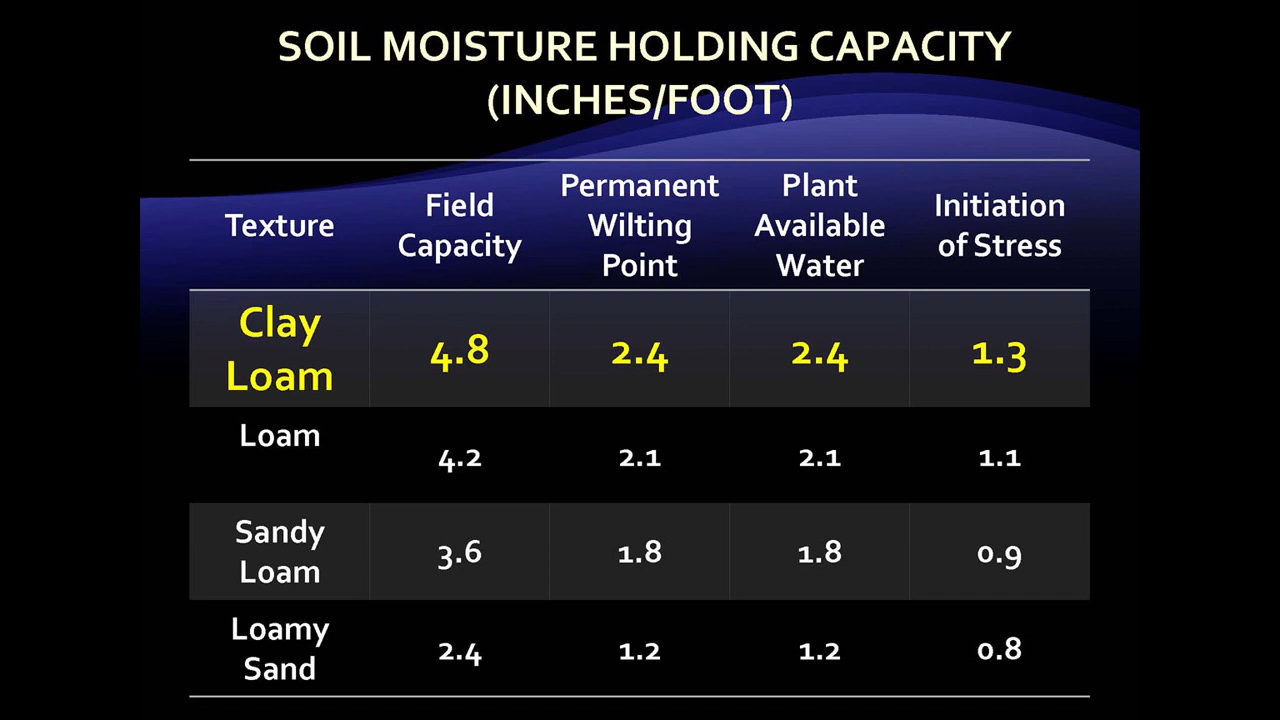 SOIL MOISTURE HOLDING CAPACITY
(INCHES/FOOT)
Texture
Field
Capacity
Permanent
Wilting
Point
Plant
Available
Water
Initiation
of Stress
Clay
Loam
4.8
2.4
2.4
1.3
Loam
4.2
2.1
2.1
1.1
Sandy
Loam
3.6
1.8
1.8
0.9
Loamy
Sand
2.4
1.2
1.2
0.8